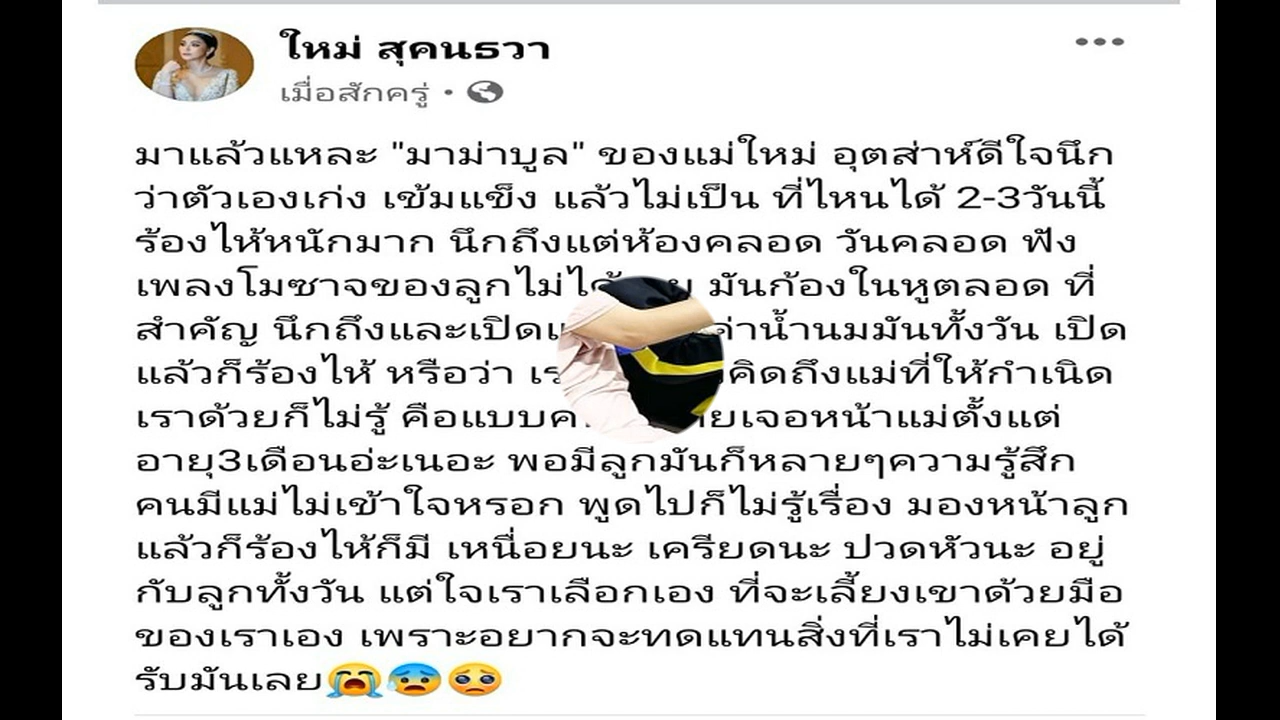 ใหม่ สุคนธวา
เมื่อสักครู่
มาแล้วแหละ "มาม่าบูล" ของแม่ใหม่ อุตส่าห์ดีใจนึก
ว่าตัวเองเก่ง เข้มแข็ง แล้วไม่เป็น ที่ไหนได้ 2-3วันนี้
ร้องไห้หนักมาก นึกถึงแต่ห้องคลอด วันคลอด ฟัง
เพลงโมซาจของลูกไม่ได้ มันก้องในหูตลอด ที่
สำคัญ นึกถึงและเปิด ค่าน้ำนมมันทั้งวัน เปิด
แล้วก็ร้องไห้ หรือว่า คิดถึงแม่ที่ให้กำเนิด
เราด้วยก็ไม่รู้ คือแบบ เจอหน้าแม่ตั้งแต่
อายุ3เดือนอ่ะเนอะ พอมีลูกมันก็หลายๆความรู้สึก
คนมีแม่ไม่เข้าใจหรอก พูดไปก็ไม่รู้เรื่อง มองหน้าลูก
แล้วก็ร้องไห้ก็มี เหนื่อยนะ เครียดนะ ปวดหัวนะ อยู่
กับลูกทั้งวัน แต่ใจเราเลือกเอง ที่จะเลี้ยงเขาด้วยมือ
ของเราเอง เพราะอยากจะทดแทนสิ่งที่เราไม่เคยได้
รับมันเลย😭😰🥺